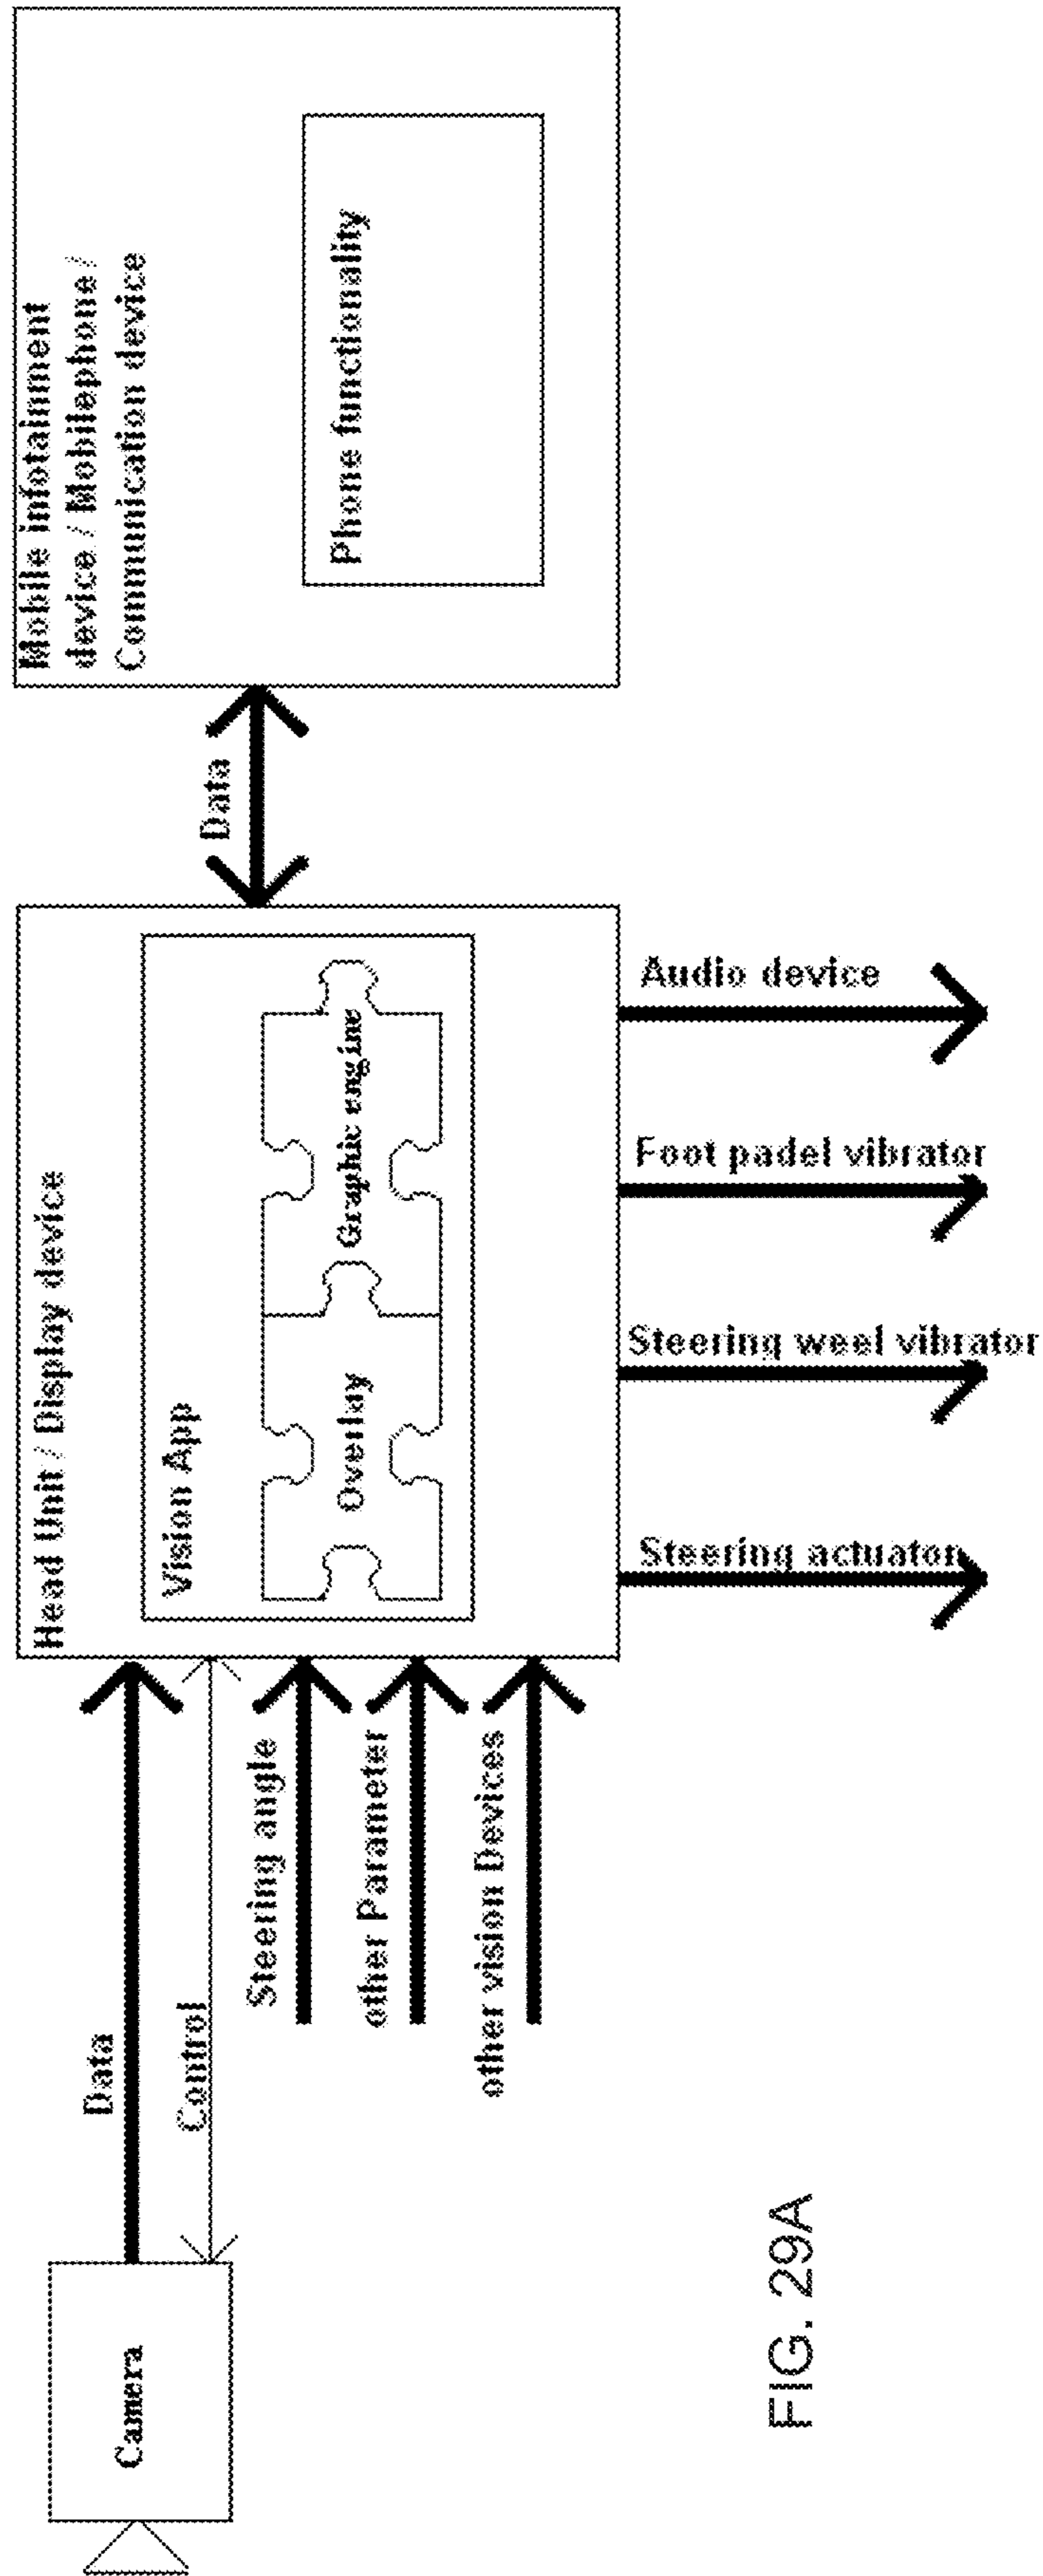 Camera
Data
Control
Steering angle
other Parameter
other vision Devices
Head Unit / Display device
Vision App
Overlay
Graphic engine
Data
Mobile infotainment
device / Mobilephone /
Communication device
Phone functionality
Steering actuator
Steering weel vibrator
Foot padel vibrator
Audio device
FIG. 29A